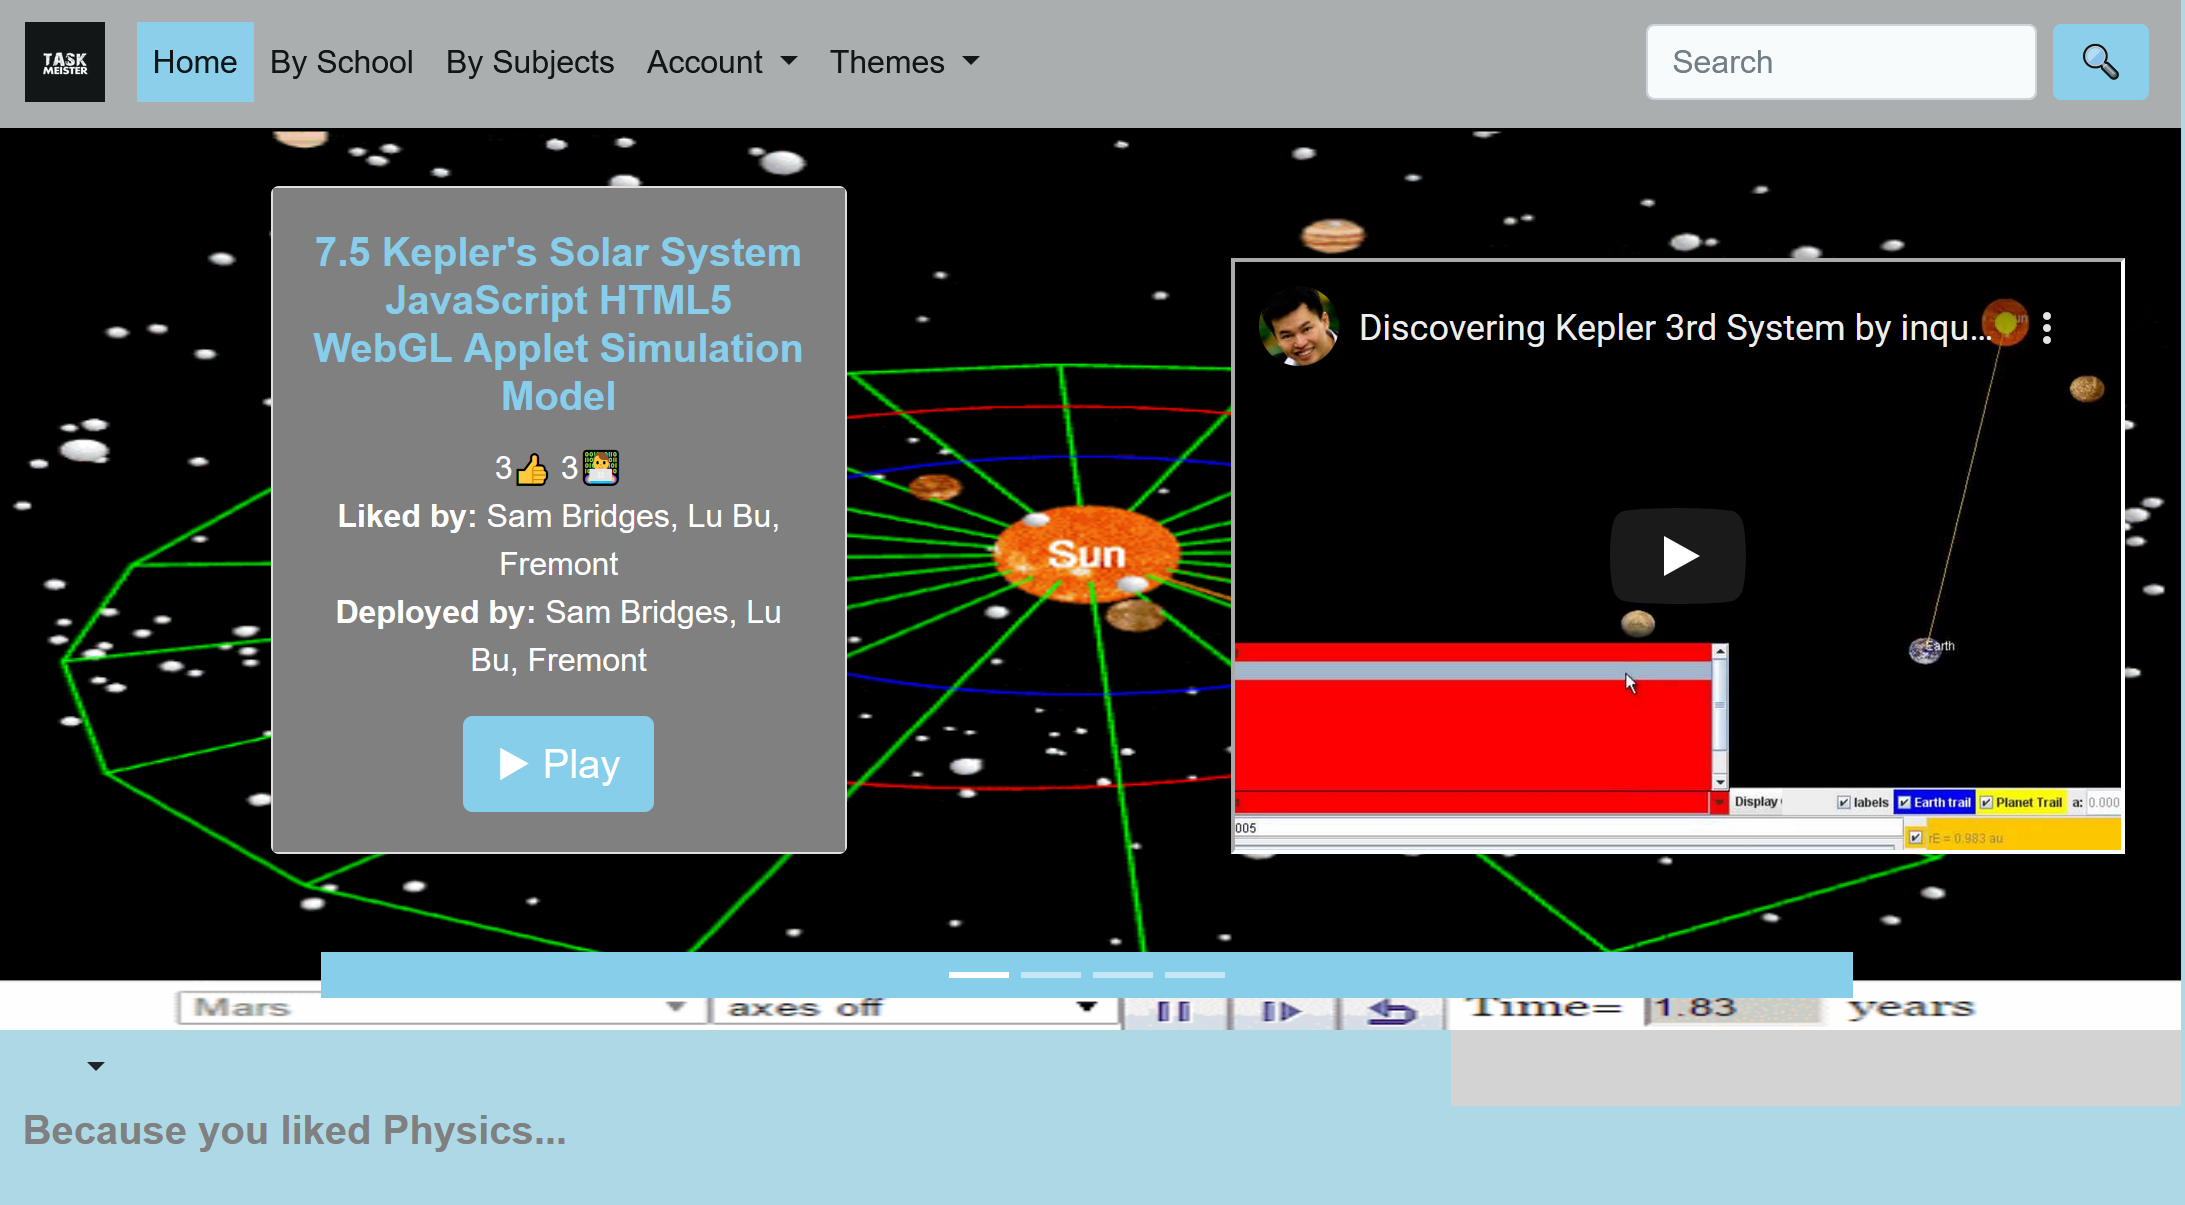 TASK
MEISTER
Home
By School
By Subjects
Account
Themes
Search
7.5 Kepler's Solar System
JavaScript HTML5
WebGL Applet Simulation
Model
3👍 3👨‍💻
Liked by: Sam Bridges, Lu Bu,
Fremont
Deployed by: Sam Bridges, Lu
Bu, Fremont
▶ Play
Sun
Discovering Kepler 3rd System by inqu...
Earth
Display
labels
Earth trail
Planet Trail
a:
0.000
005
rE = 0.983 au
Mars
axes off
Time=
1.83
years
Because you liked Physics...